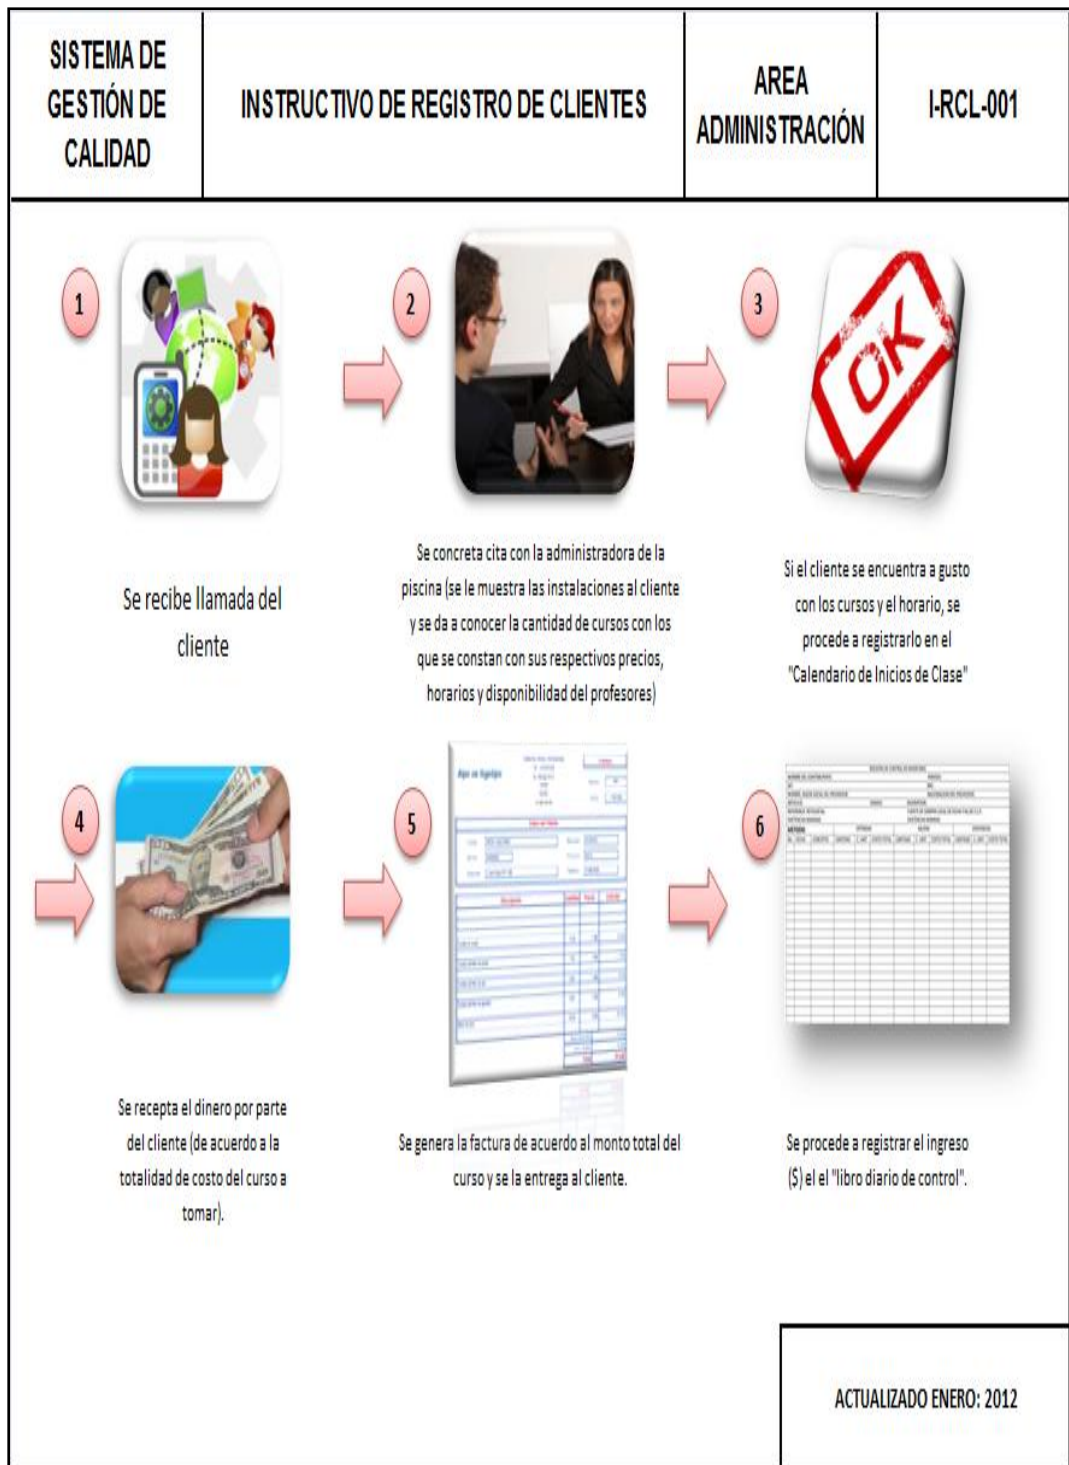 SISTEMA DE
GESTIÓN DE
CALIDAD
INSTRUCTIVO DE REGISTRO DE CLIENTES
AREA
ADMINISTRACIÓN
I-RCL-001
1
2
3
OK
Se recibe llamada del
cliente
Se concreta cita con la administradora de la
piscina (se le muestra las instalaciones al cliente
y se da a conocer la cantidad de cursos con los
que se constan con sus respectivos precios,
horarios y disponibilidad del profesores)
Si el cliente se encuentra a gusto
con los cursos y el horario, se
procede a registrarlo en el
"Calendario de Inicios de Clase"
4
5
6
Se recepta el dinero por parte
del cliente (de acuerdo a la
totalidad de costo del curso a
tomar).
Se genera la factura de acuerdo al monto total del
curso y se la entrega al cliente.
Se procede a registrar el ingreso
($) el el "libro diario de control".
ACTUALIZADO ENERO: 2012